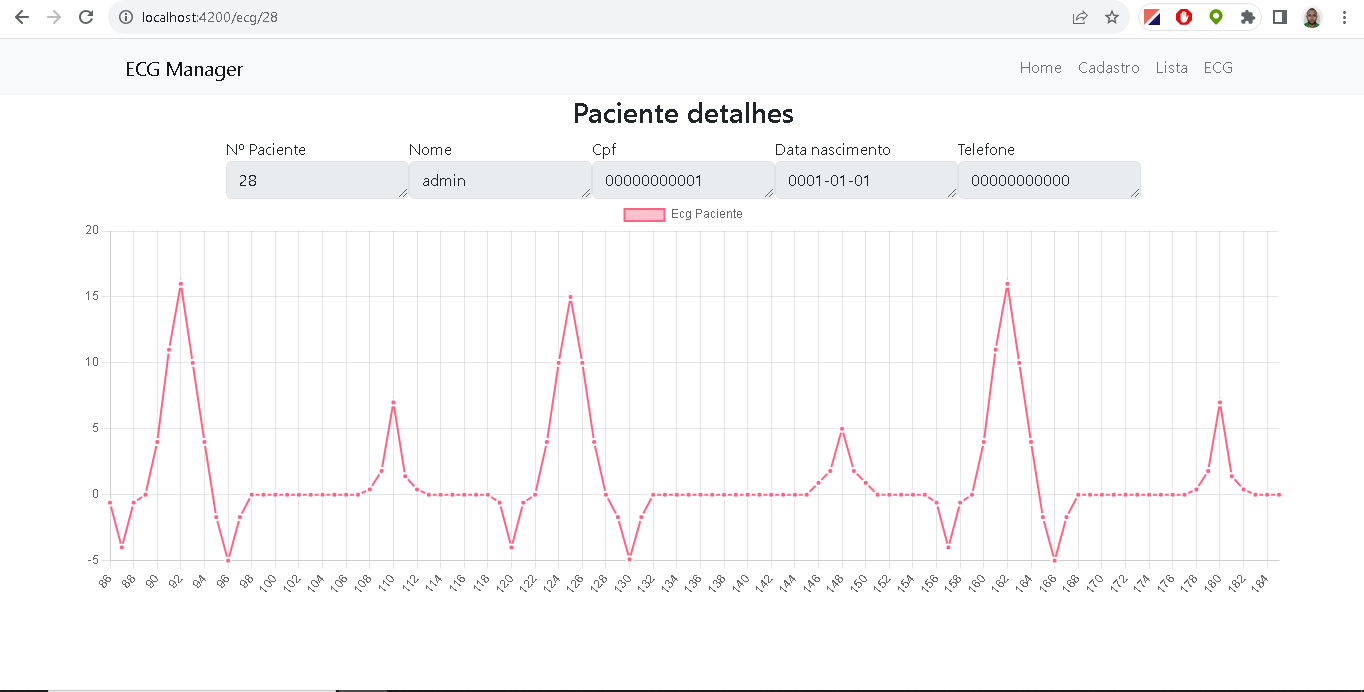 localhost:4200/ecg/28
ECG Manager
Home Cadastro Lista ECG
Paciente detalhes
Nº Paciente Nome Cpf Data nascimento Telefone
28 admin 00000000001 0001-01-01 00000000000
Ecg Paciente
20
15
10
5
0
-5
86 88 90 92 94 96 98 100 102 104 106 108 110 112 114 116 118 120 122 124 126 128 130 132 134 136 138 140 142 144 146 148 150 152 154 156 158 160 162 164 166 168 170 172 174 176 178 180 182 184